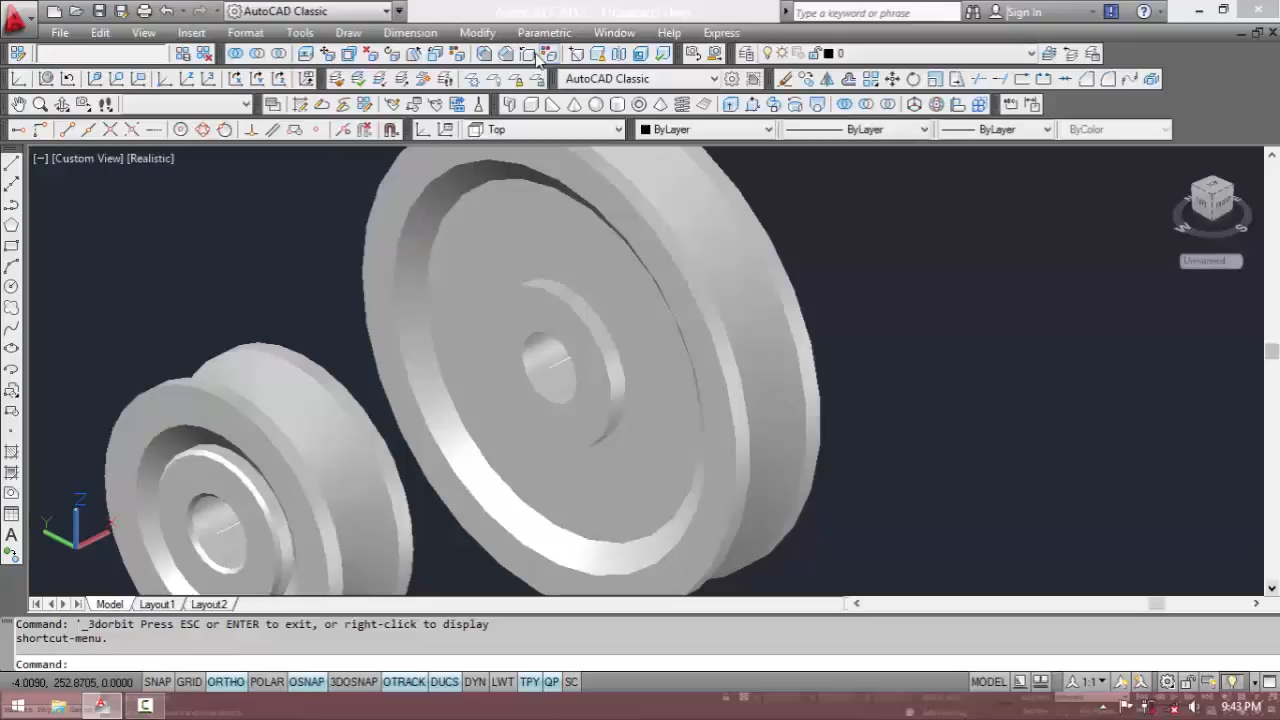 AutoCAD Classic
Type a keyword or phrase
Sign In
File Edit View Insert Format Tools Draw Dimension Modify Parametric Window Help Express
0
AutoCAD Classic
Top
ByLayer
ByLayer
ByLayer
ByColor
[−] [Custom View] [Realistic]
W
S
Unnamed
Z
Y
X
Model Layout1 Layout2
Command: '_3dorbit Press ESC or ENTER to exit, or right-click to display
shortcut-menu.
Command:
-4.0090, 252.8705, 0.0000 SNAP GRID ORTHO POLAR OSNAP 3DOSNAP OTRACK DUCS DYN LWT TPY QP SC MODEL 1:1
9:43 PM